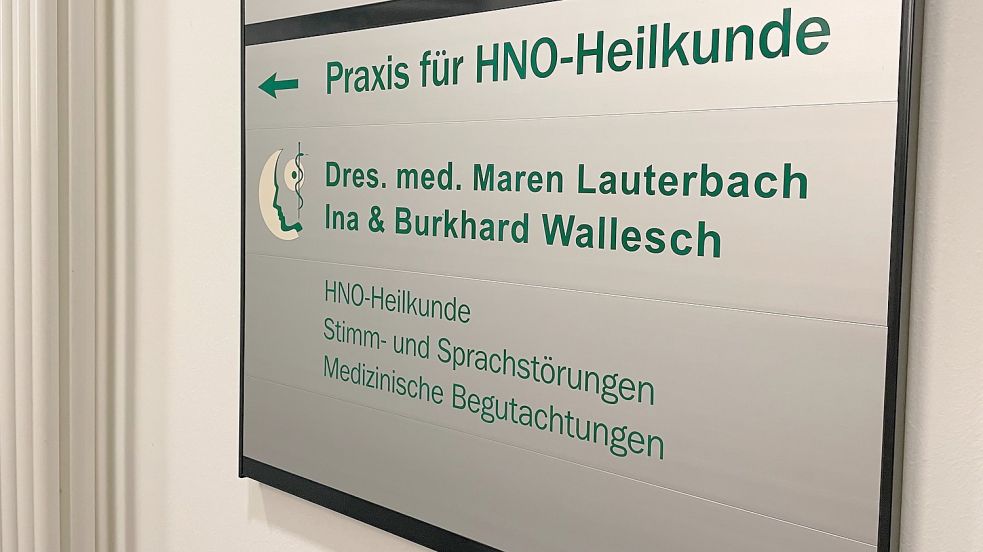 Praxis für HNO-Heilkunde
Dres. med. Maren Lauterbach
Ina & Burkhard Wallesch
HNO-Heilkunde
Stimm- und Sprachstörungen
Medizinische Begutachtungen